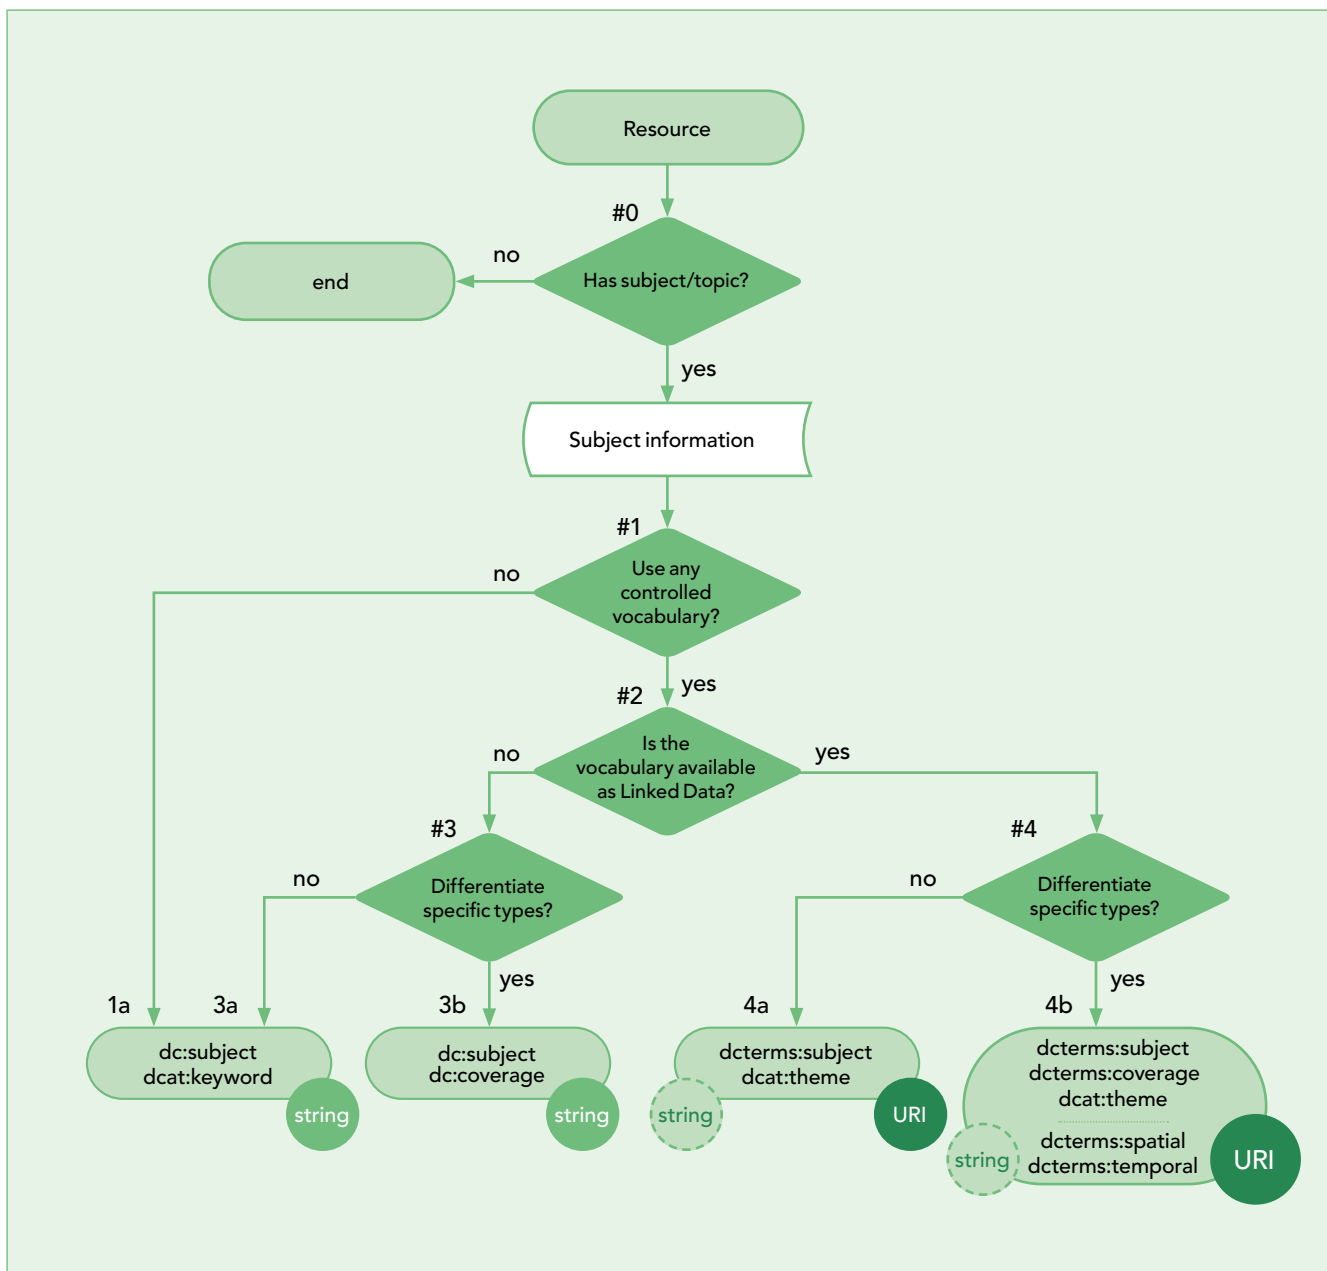 Resource
#0
no
Has subject/topic?
end
yes
Subject information
#1
no
Use any
controlled
vocabulary?
yes
#2
no
Is the
vocabulary available
as Linked Data?
yes
#3
no
Differentiate
specific types?
yes
#4
no
Differentiate
specific types?
yes
1a
3a
dc:subject
dcat:keyword
string
3b
dc:subject
dc:coverage
string
4a
dcterms:subject
dcat:theme
string
URI
4b
dcterms:subject
dcterms:coverage
dcat:theme
dcterms:spatial
dcterms:temporal
string
URI